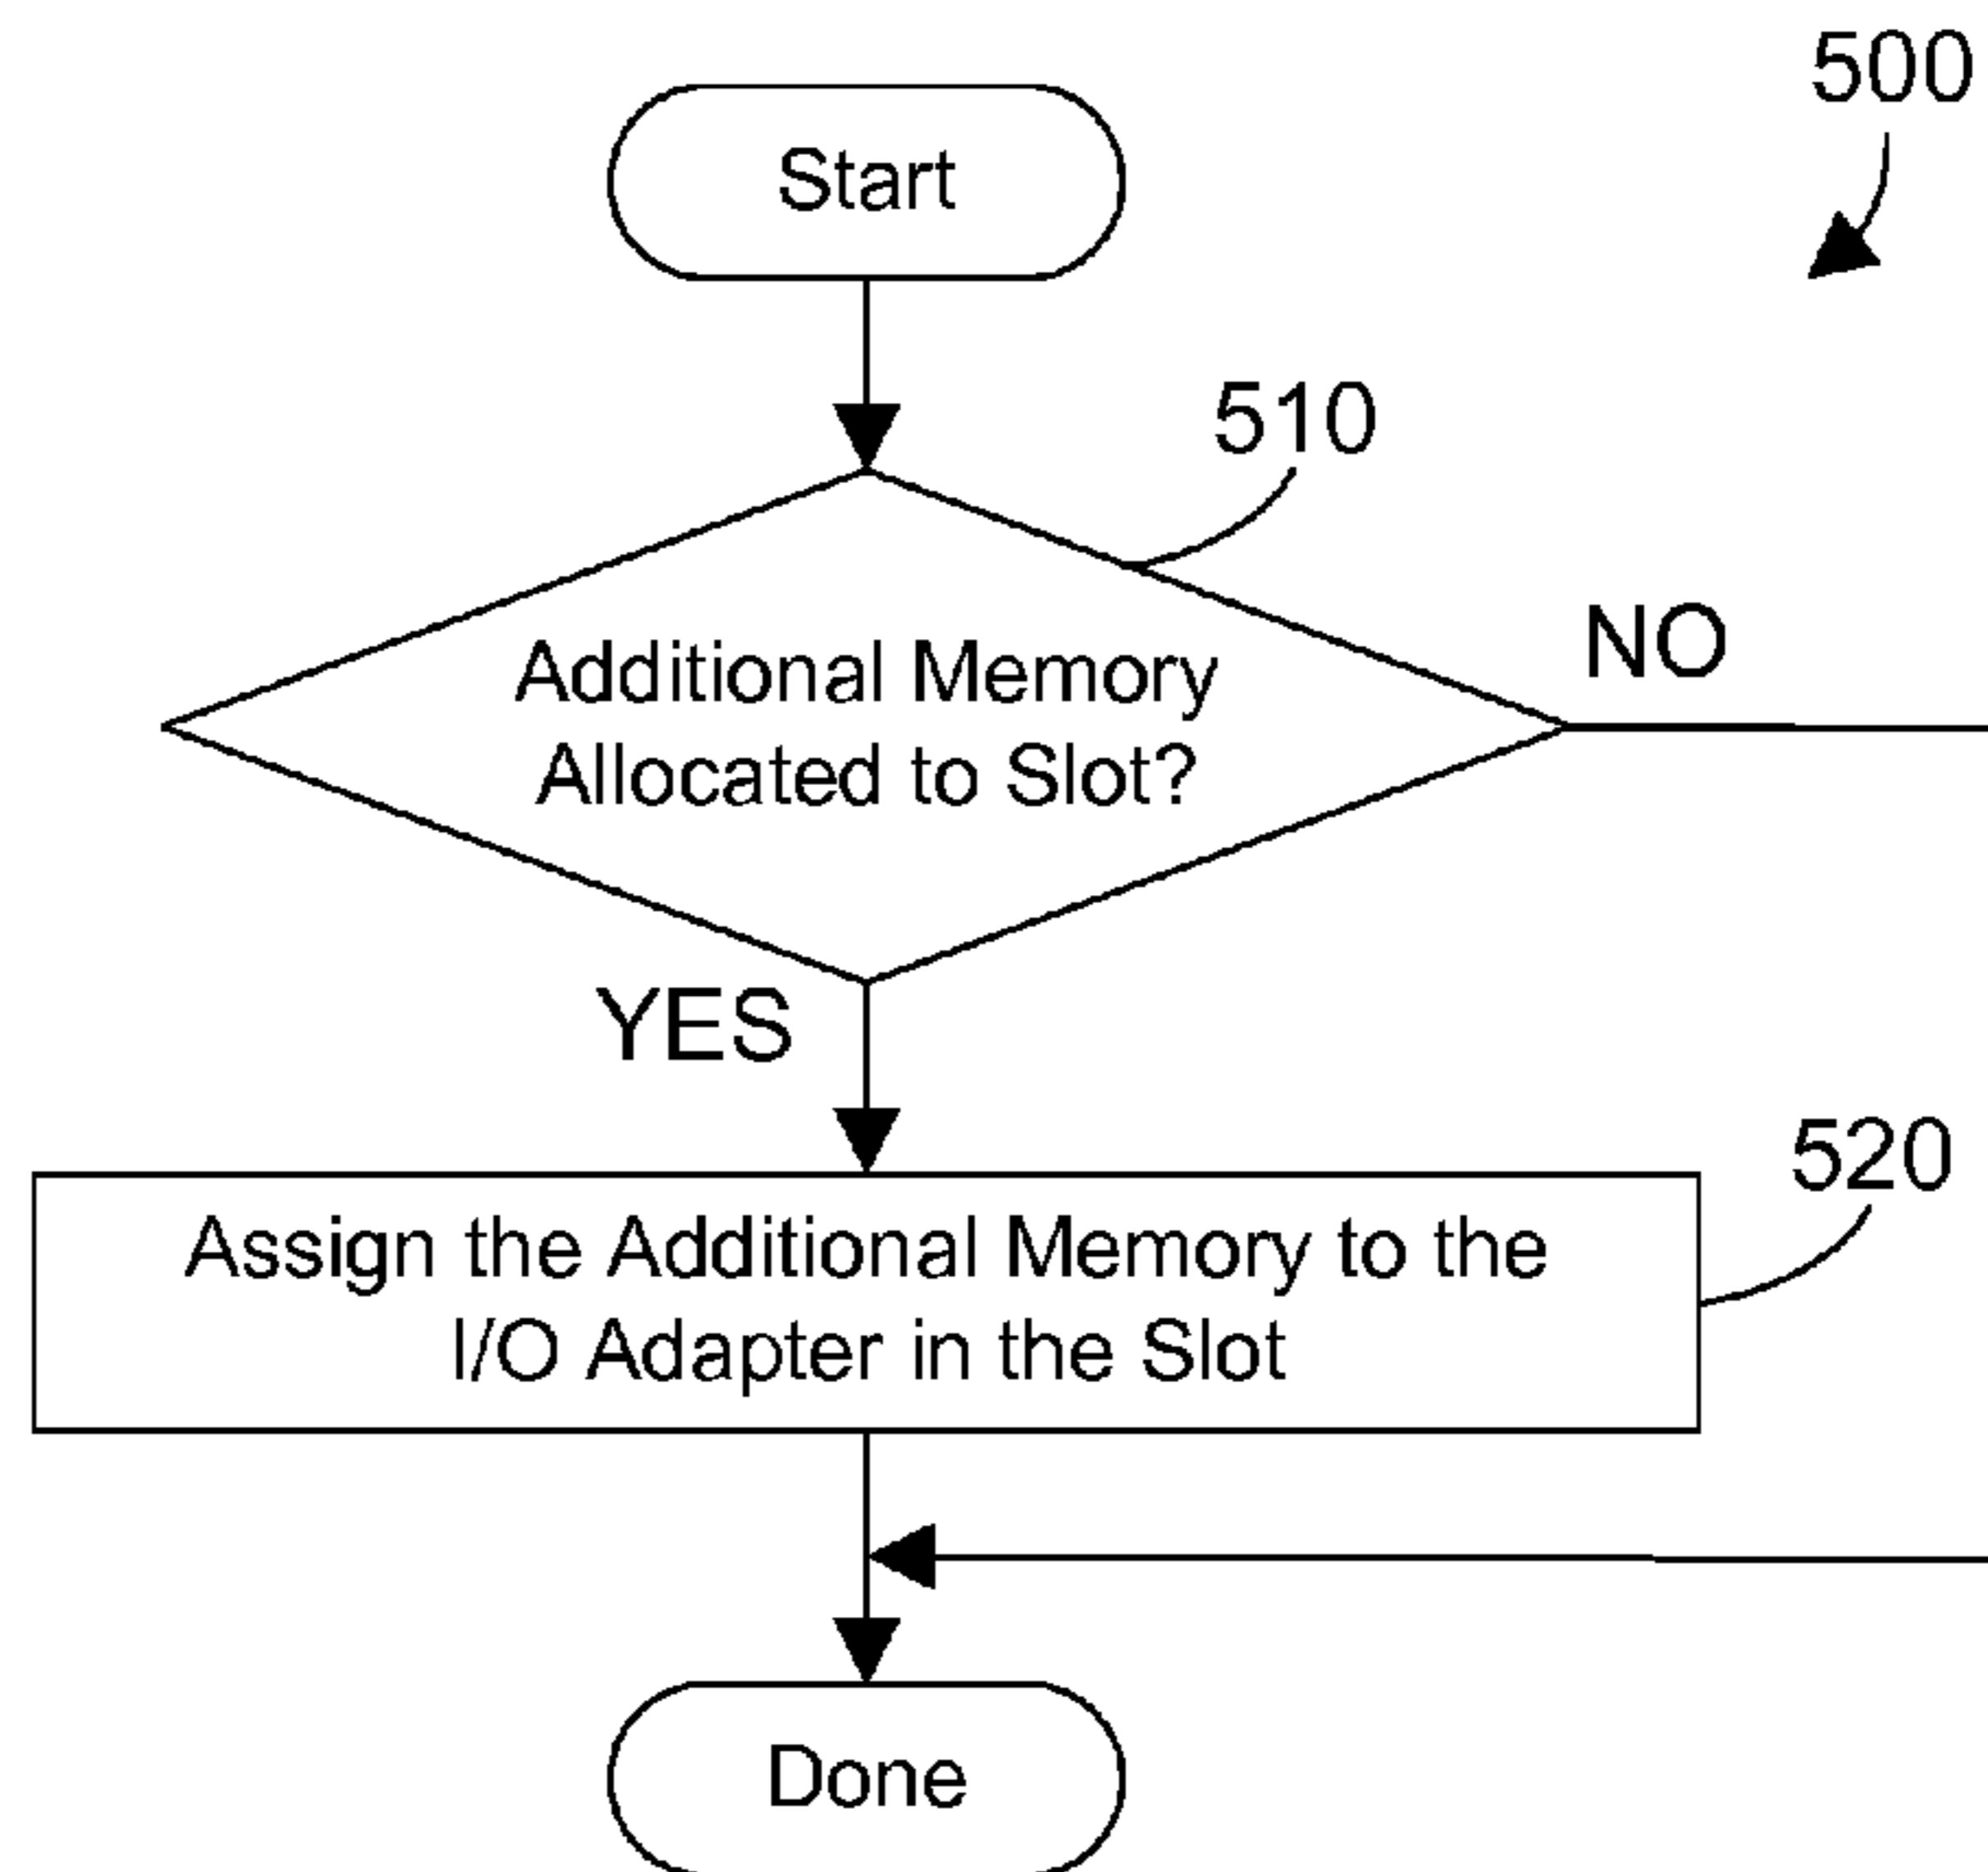 500
Start
510
Additional Memory
Allocated to Slot?
NO
YES
520
Assign the Additional Memory to the
I/O Adapter in the Slot
Done